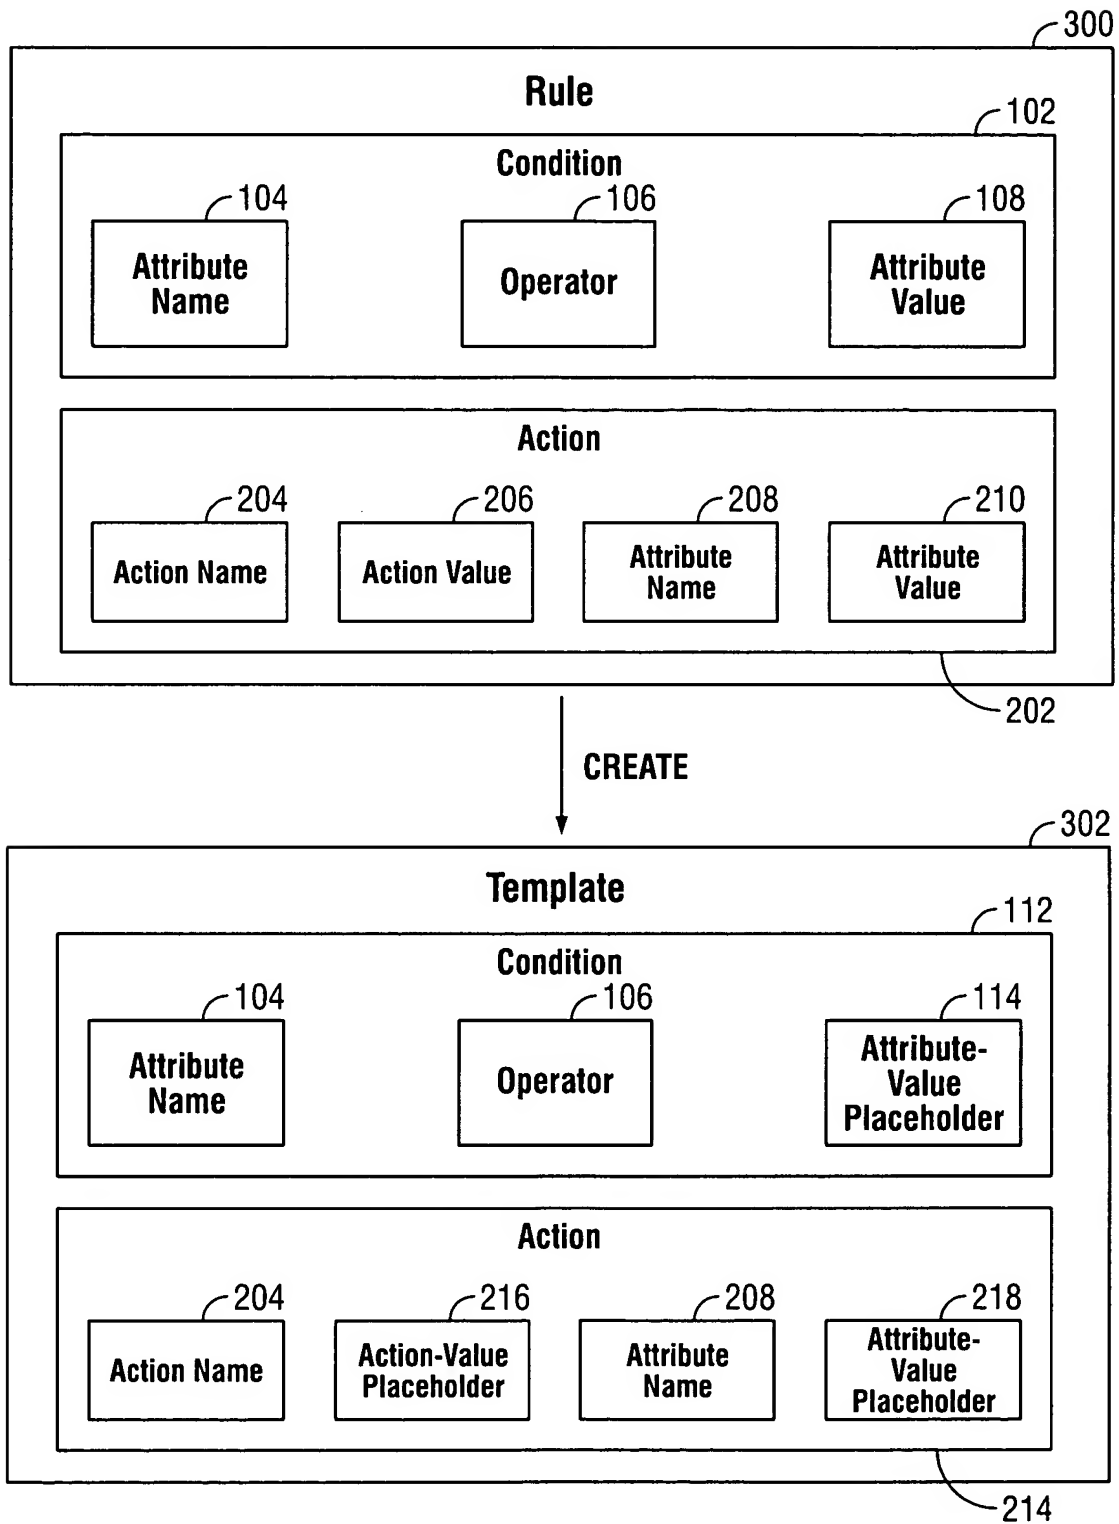 300
Rule
102
Condition
104
106
108
Attribute
Name
Operator
Attribute
Value
Action
204
206
208
210
Action Name
Action Value
Attribute
Name
Attribute
Value
202
CREATE
302
Template
112
Condition
104
106
114
Attribute
Name
Operator
Attribute-
Value
Placeholder
Action
204
216
208
218
Action Name
Action-Value
Placeholder
Attribute
Name
Attribute-
Value
Placeholder
214